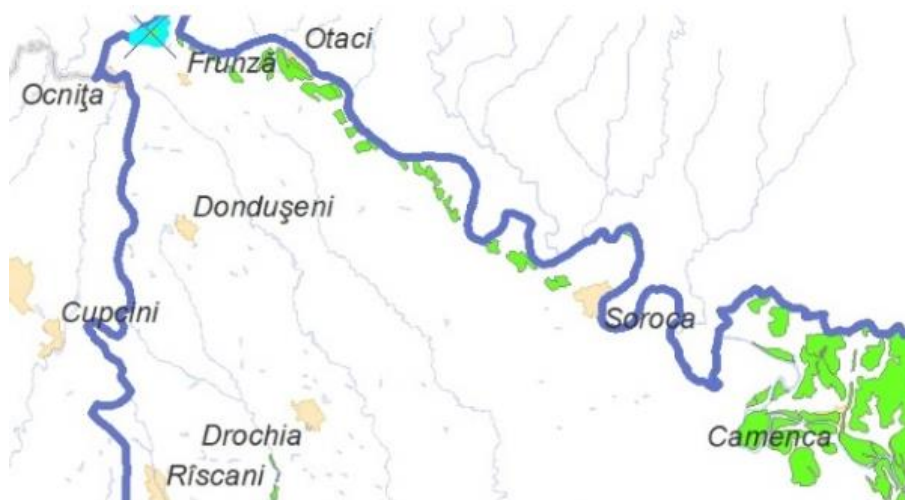 Otaci
Frunză
Ocniţa
Donduşeni
Cupcini
Soroca
Drochia
Camenca
Rîscani